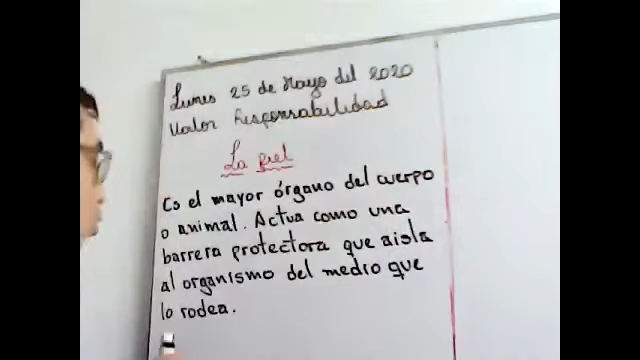 Lunes 25 de Mayo del 2020
Valor Responsabilidad
La piel
Es el mayor órgano del cuerpo
o animal. Actua como una
barrera protectora que aisla
al organismo del medio que
lo rodea.